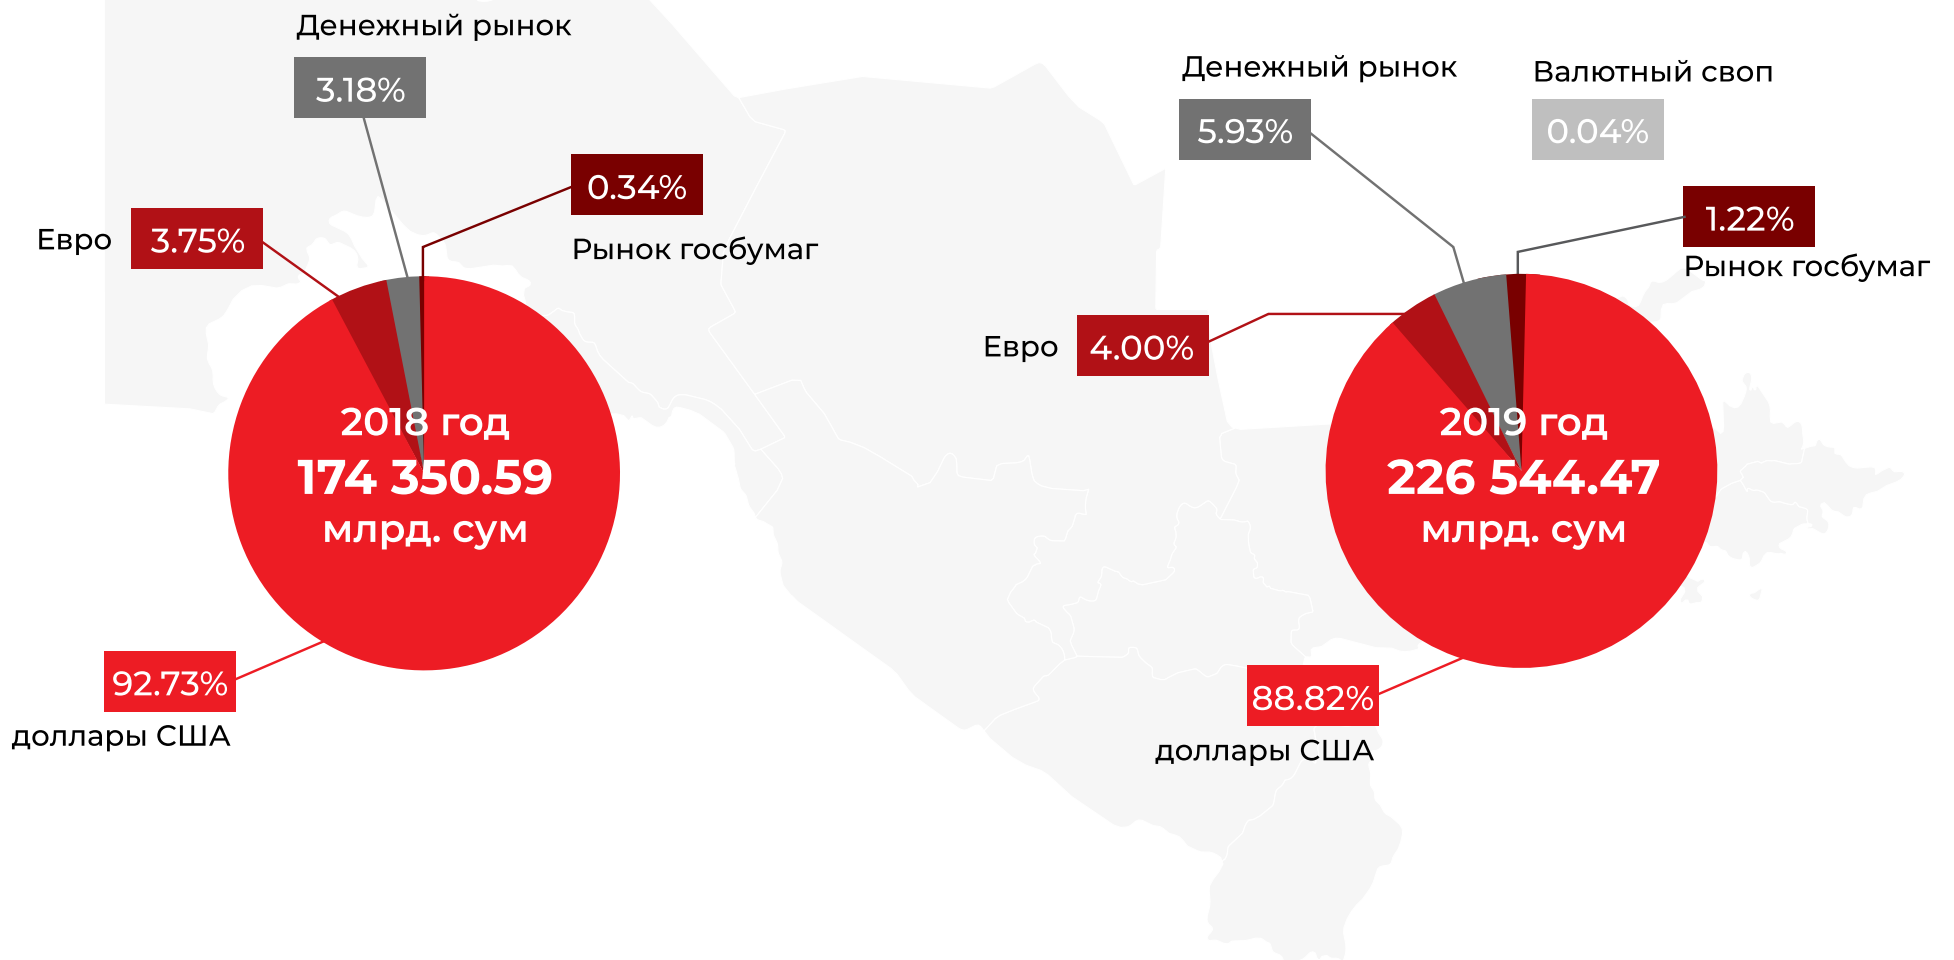 Денежный рынок
3.18%
0.34%
Рынок госбумаг
Евро
3.75%
2018 год
174 350.59
млрд. сум
92.73%
доллары США
Денежный рынок
5.93%
Валютный своп
0.04%
1.22%
Рынок госбумаг
Евро
4.00%
2019 год
226 544.47
млрд. сум
88.82%
доллары США